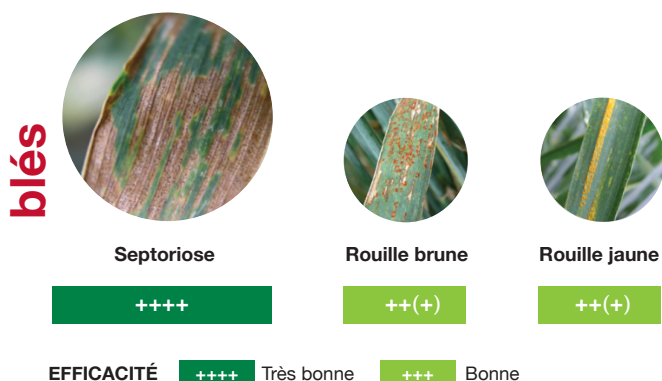 blés
Septoriose Rouille brune Rouille jaune
++++ ++(+) ++(+)
EFFICACITÉ ++++ Très bonne +++ Bonne